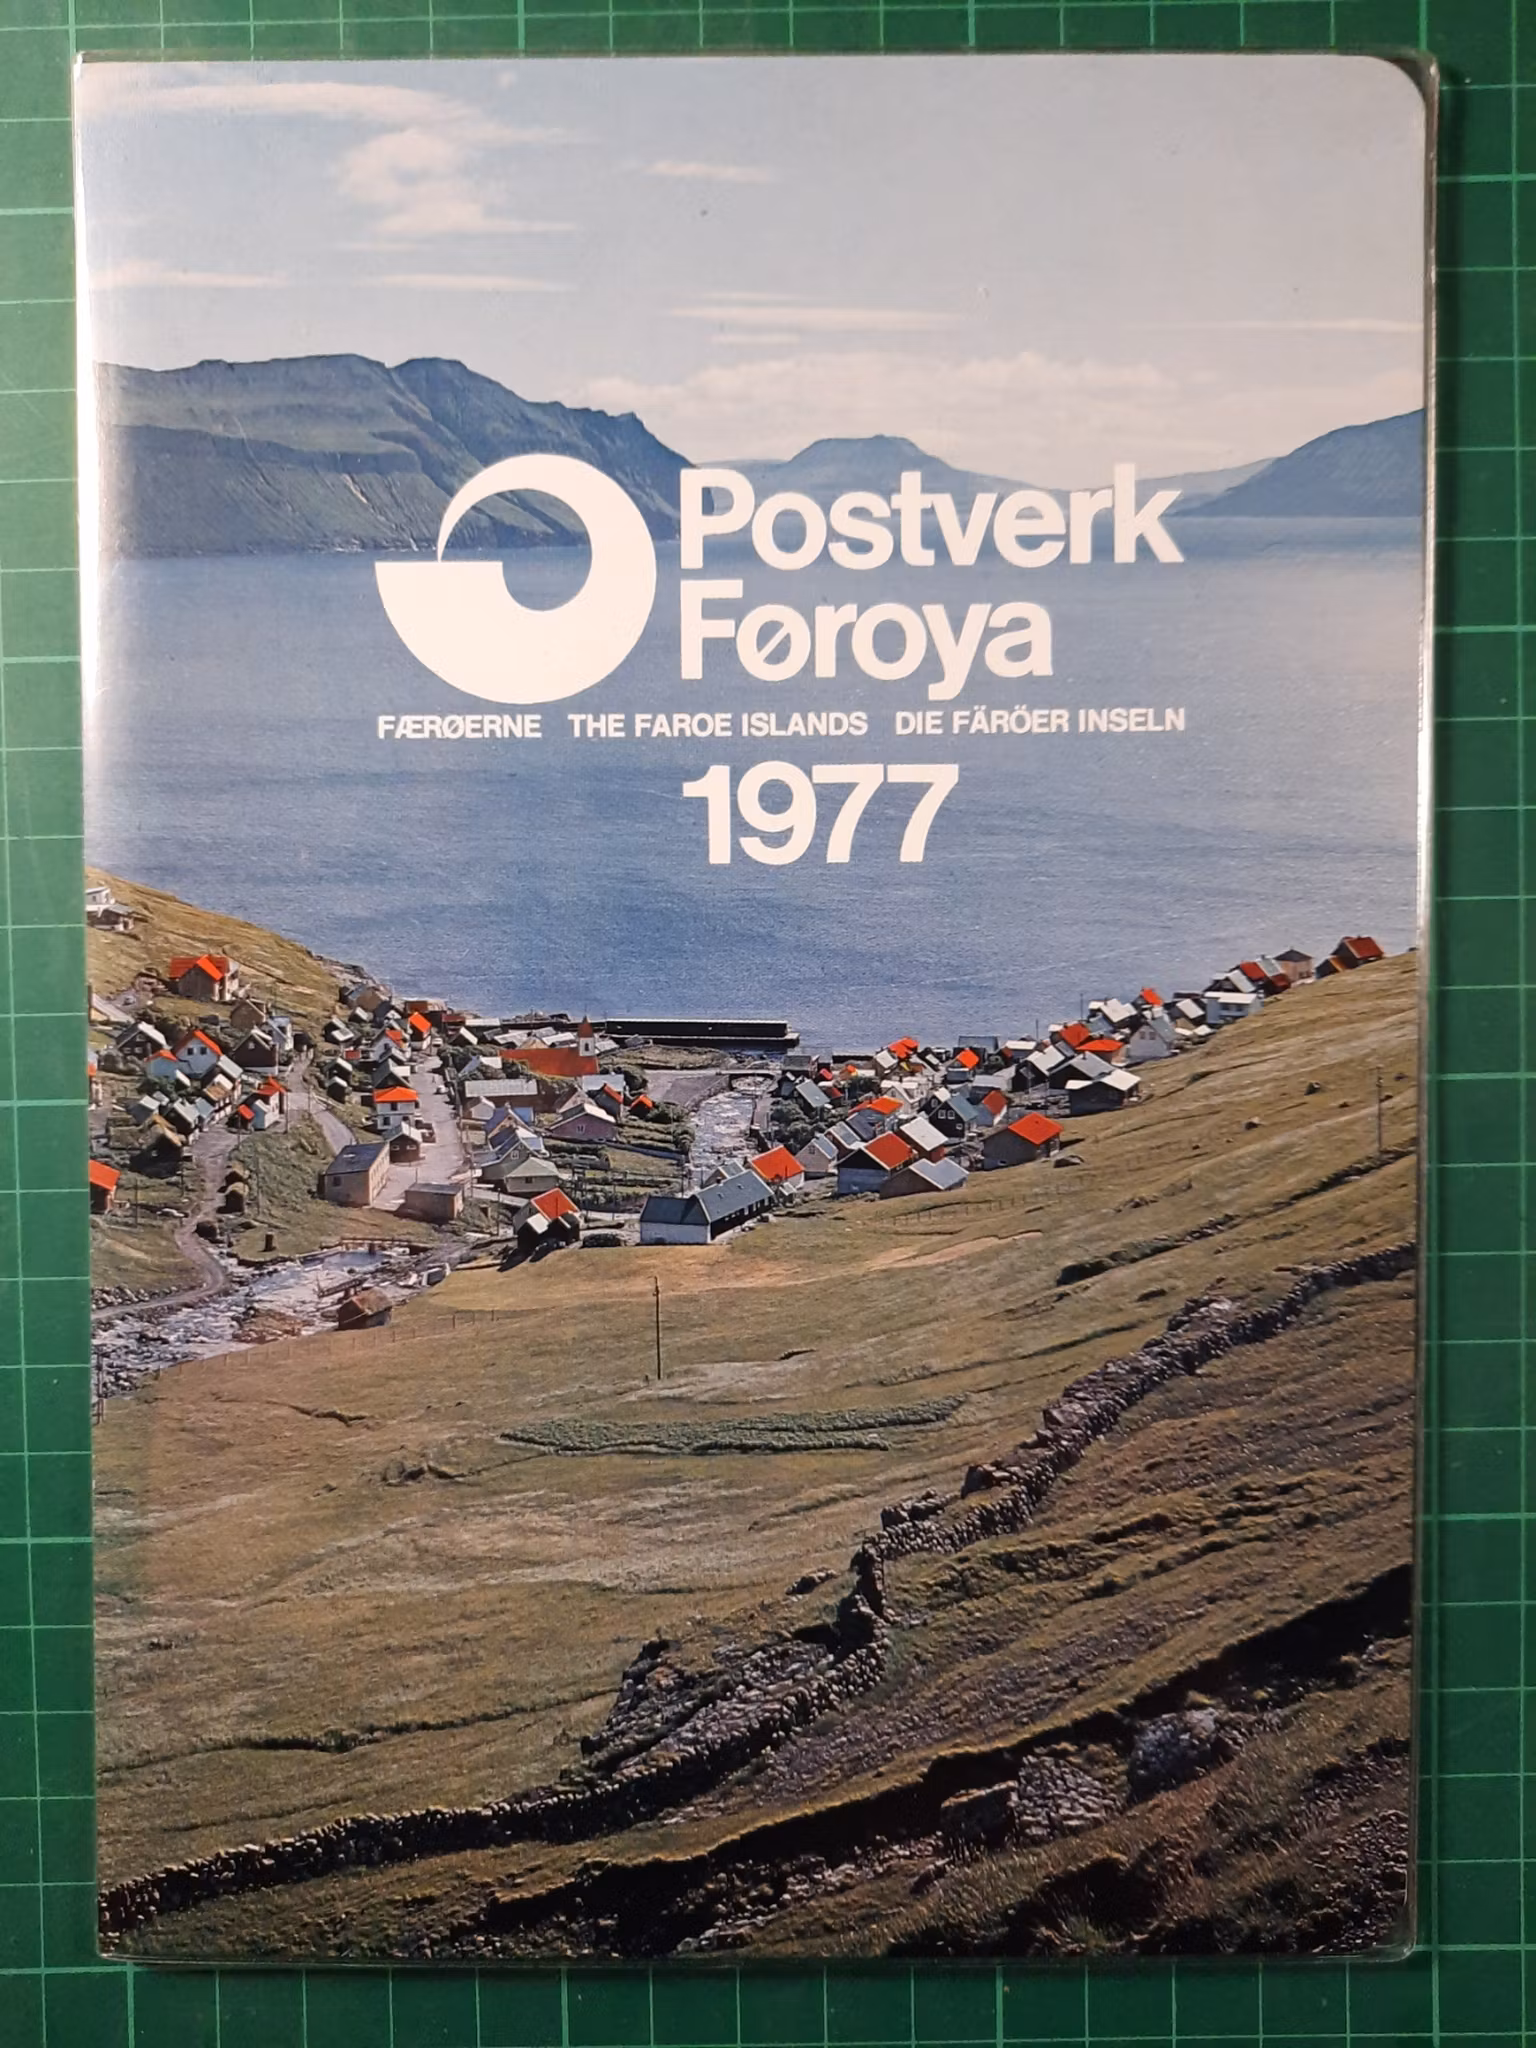 Postverk
Føroya
FÆRØERNE THE FAROE ISLANDS DIE FÄRÖER INSELN
1977